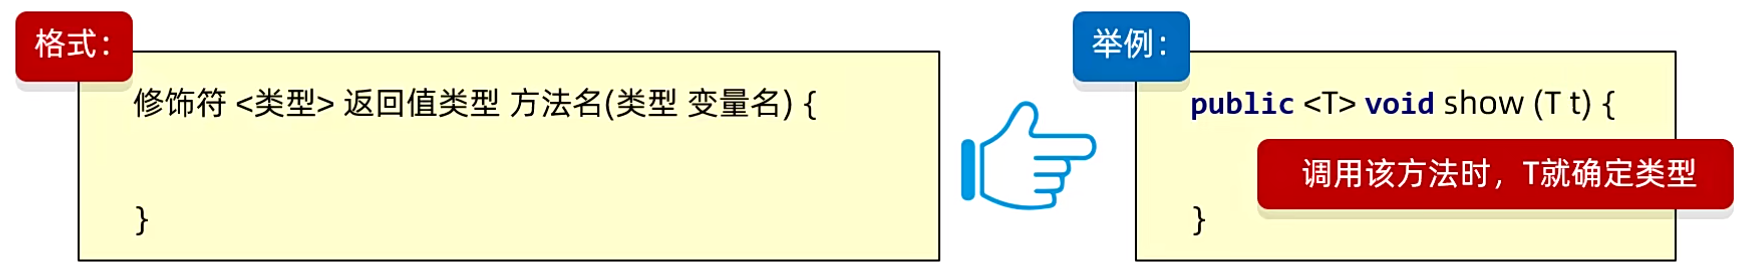 格式：
修饰符 <类型> 返回值类型 方法名(类型 变量名) {
}
举例：
public <T> void show (T t) {
调用该方法时，T就确定类型
}